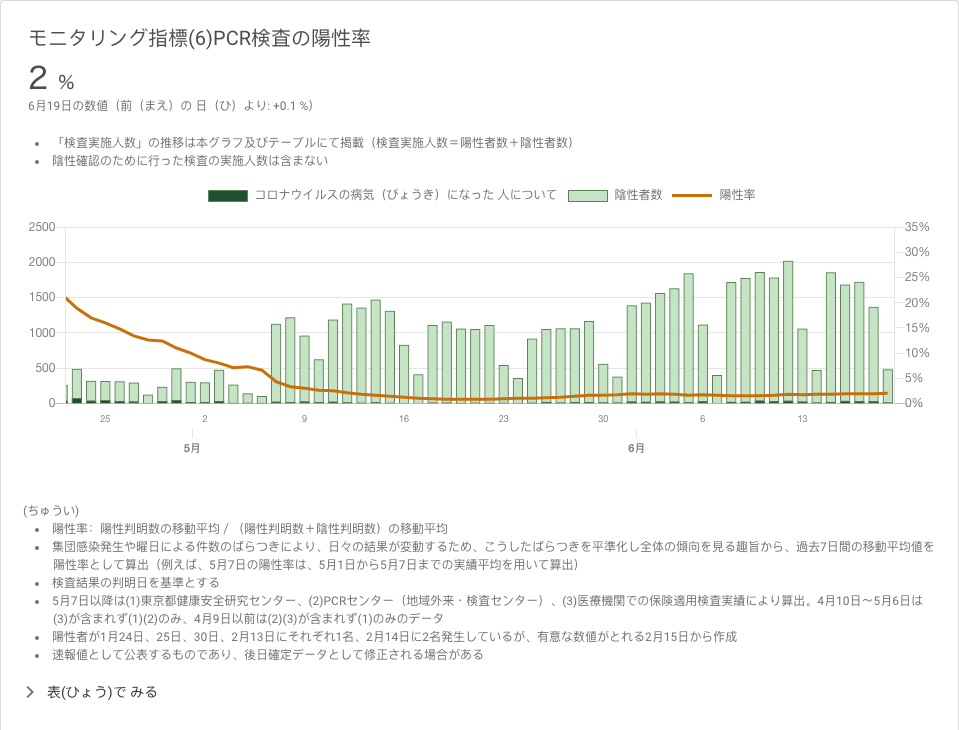 モニタリング指標(6)PCR検査の陽性率
2 %
6月19日の数値（前（まえ）の 日（ひ）より: +0.1 %）
• 「検査実施人数」の推移は本グラフ及びテーブルにて掲載（検査実施人数＝陽性者数＋陰性者数）
• 陰性確認のために行った検査の実施人数は含まない
コロナウイルスの病気（びょうき）になった 人について 陰性者数 陽性率
2500 35%
30%
2000
25%
1500 20%
15%
1000
10%
500
5%
0 0%
25 2 9 16 23 30 6 13
5月 6月
(ちゅうい)
• 陽性率：陽性判明数の移動平均 / （陽性判明数＋陰性判明数）の移動平均
• 集団感染発生や曜日による件数のばらつきにより、日々の結果が変動するため、こうしたばらつきを平準化し全体の傾向を見る趣旨から、過去7日間の移動平均値を
陽性率として算出（例えば、5月7日の陽性率は、5月1日から5月7日までの実績平均を用いて算出）
• 検査結果の判明日を基準とする
• 5月7日以降は(1)東京都健康安全研究センター、(2)PCRセンター（地域外来・検査センター）、(3)医療機関での保険適用検査実績により算出。4月10日～5月6日は
(3)が含まれず(1)(2)のみ、4月9日以前は(2)(3)が含まれず(1)のみのデータ
• 陽性者が1月24日、25日、30日、2月13日にそれぞれ1名、2月14日に2名発生しているが、有意な数値がとれる2月15日から作成
• 速報値として公表するものであり、後日確定データとして修正される場合がある
表(ひょう)で みる